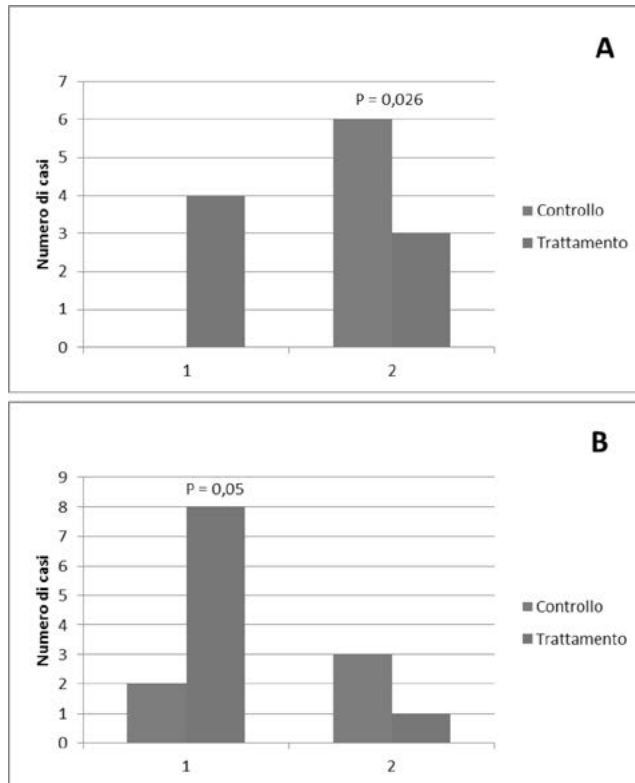 A
P = 0,026
7
6
5
4
3
2
1
0
Numero di casi
1
2
Controllo
Trattamento
B
P = 0,05
9
8
7
6
5
4
3
2
1
0
Numero di casi
1
2
Controllo
Trattamento